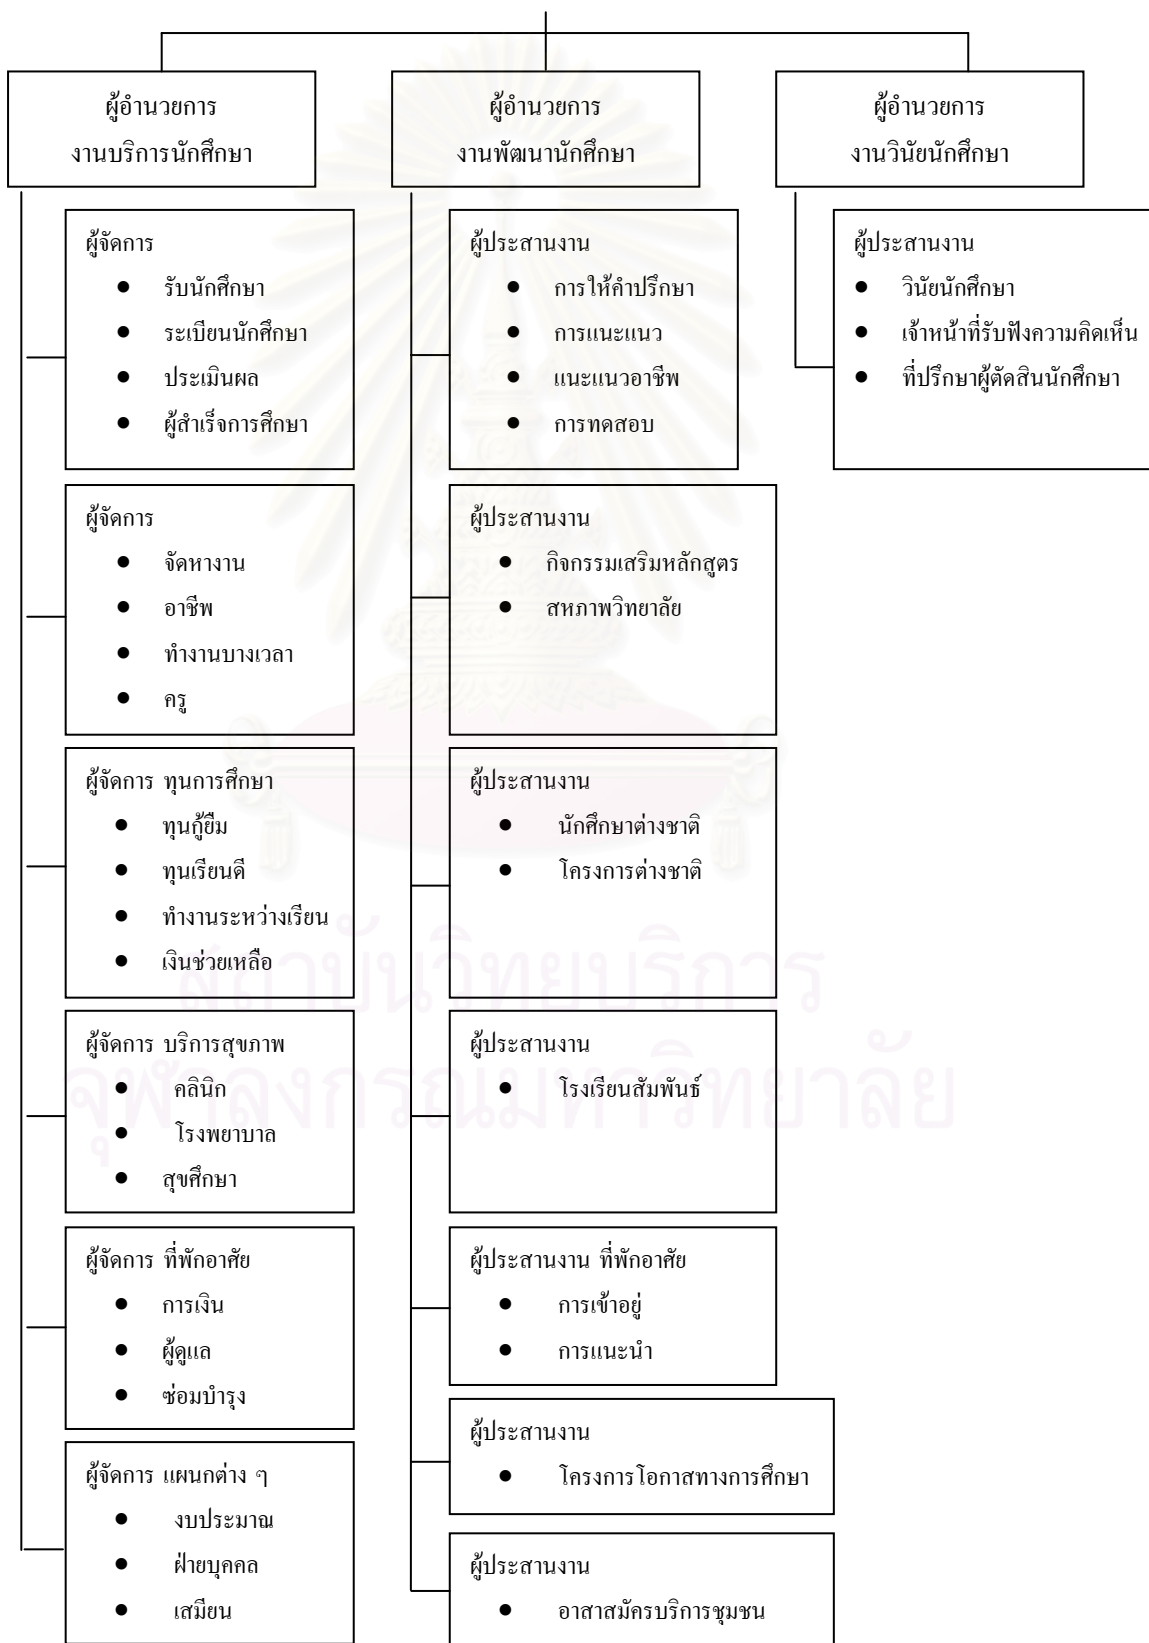 ผู้อำนวยการ
งานบริการนักศึกษา
ผู้จัดการ
● รับนักศึกษา
● ระเบียนนักศึกษา
● ประเมินผล
● ผู้สำเร็จการศึกษา
ผู้จัดการ
● จัดหางาน
● อาชีพ
● ทำงานบางเวลา
● ครู
ผู้จัดการ ทุนการศึกษา
● ทุนกู้ยืม
● ทุนเรียนดี
● ทำงานระหว่างเรียน
● เงินช่วยเหลือ
ผู้จัดการ บริการสุขภาพ
● คลินิก
● โรงพยาบาล
● สุขศึกษา
ผู้จัดการ ที่พักอาศัย
● การเงิน
● ผู้ดูแล
● ซ่อมบำรุง
ผู้จัดการ แผนกต่าง ๆ
● งบประมาณ
● ฝ่ายบุคคล
● เสมียน
ผู้อำนวยการ
งานพัฒนานักศึกษา
ผู้ประสานงาน
● การให้คำปรึกษา
● การแนะแนว
● แนะแนวอาชีพ
● การทดสอบ
ผู้ประสานงาน
● กิจกรรมเสริมหลักสูตร
● สหภาพวิทยาลัย
ผู้ประสานงาน
● นักศึกษาต่างชาติ
● โครงการต่างชาติ
ผู้ประสานงาน
● โรงเรียนสัมพันธ์
ผู้ประสานงาน ที่พักอาศัย
● การเข้าอยู่
● การแนะนำ
ผู้ประสานงาน
● โครงการโอกาสทางการศึกษา
ผู้ประสานงาน
● อาสาสมัครบริการชุมชน
ผู้อำนวยการ
งานวินัยนักศึกษา
ผู้ประสานงาน
● วินัยนักศึกษา
● เจ้าหน้าที่รับฟังความคิดเห็น
● ที่ปรึกษาผู้ตัดสินนักศึกษา
สถาบันวิทยบริการ
จุฬาลงกรณ์มหาวิทยาลัย